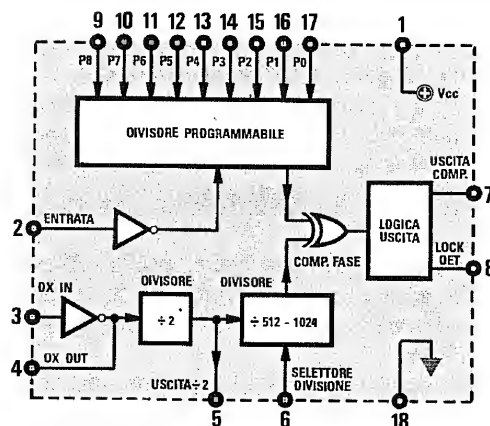 9 10 11 12 13 14 15 16 17
1
P8 P7 P6 P5 P4 P3 P2 P1 P0
Vcc
DIVISORE PROGRAMMABILE
USCITA
COMP.
7
2
ENTRATA
LOGICA
USCITA
COMP. FASE
LOCK
DET
8
OX IN
3
DIVISORE
÷2
DIVISORE
÷512 - 1024
4
OX OUT
USCITA÷2
5
SELETTORE
DIVISIONE
6
18